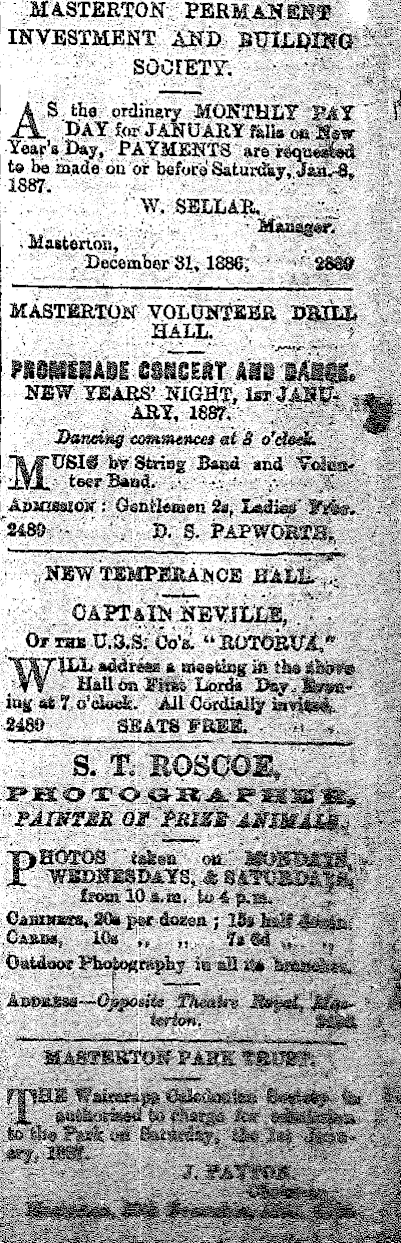 MASTERTON PERMANENT
INVESTMENT AND BUILDING
SOCIETY.
AS the ordinary MONTHLY PAY
DAY for JANUARY falls on New
Year's Day, PAYMENTS are requested
to be made on or before Saturday, Jan. 8,
1887.
W. SELLAR,
Manager.
Masterton,
December 31, 1886. 2889
MASTERTON VOLUNTEER DRILL
HALL.
PROMENADE CONCERT AND DANCE.
NEW YEARS' NIGHT, 1ST JANU-
ARY, 1887.
Dancing commences at 8 o'clock.
MUSIC by String Band and Volun-
teer Band.
ADMISSION : Gentlemen 2s, Ladies Free.
2489 D. S. PAPWORTH.
NEW TEMPERANCE HALL.
CAPTAIN NEVILLE,
OF THE U.S.S. Co's. "ROTORUA,"
WILL address a meeting in the above
Hall on First Lords Day, Even-
ing at 7 o'clock. All Cordially invited.
2489 SEATS FREE.
S. T. ROSCOE,
PHOTOGRAPHER,
PAINTER OF PRIZE ANIMALS.
PHOTOS taken on MONDAYS,
WEDNESDAYS, & SATURDAYS,
from 10 a.m. to 4 p.m.
CABINETS, 20s per dozen ; 15s half dozen.
CARDS, 10s ,, ,, 7s 6d ,, ,,
Outdoor Photography in all its branches.
ADDRESS—Opposite Theatre Royal, Mas-
terton.
MASTERTON PARK TRUST.
THE Wairarapa Caledonian Society is
authorised to charge for admission
to the Park on Saturday, the 1st Janu-
ary, 1887.
J. PAYTON,
Chairman.